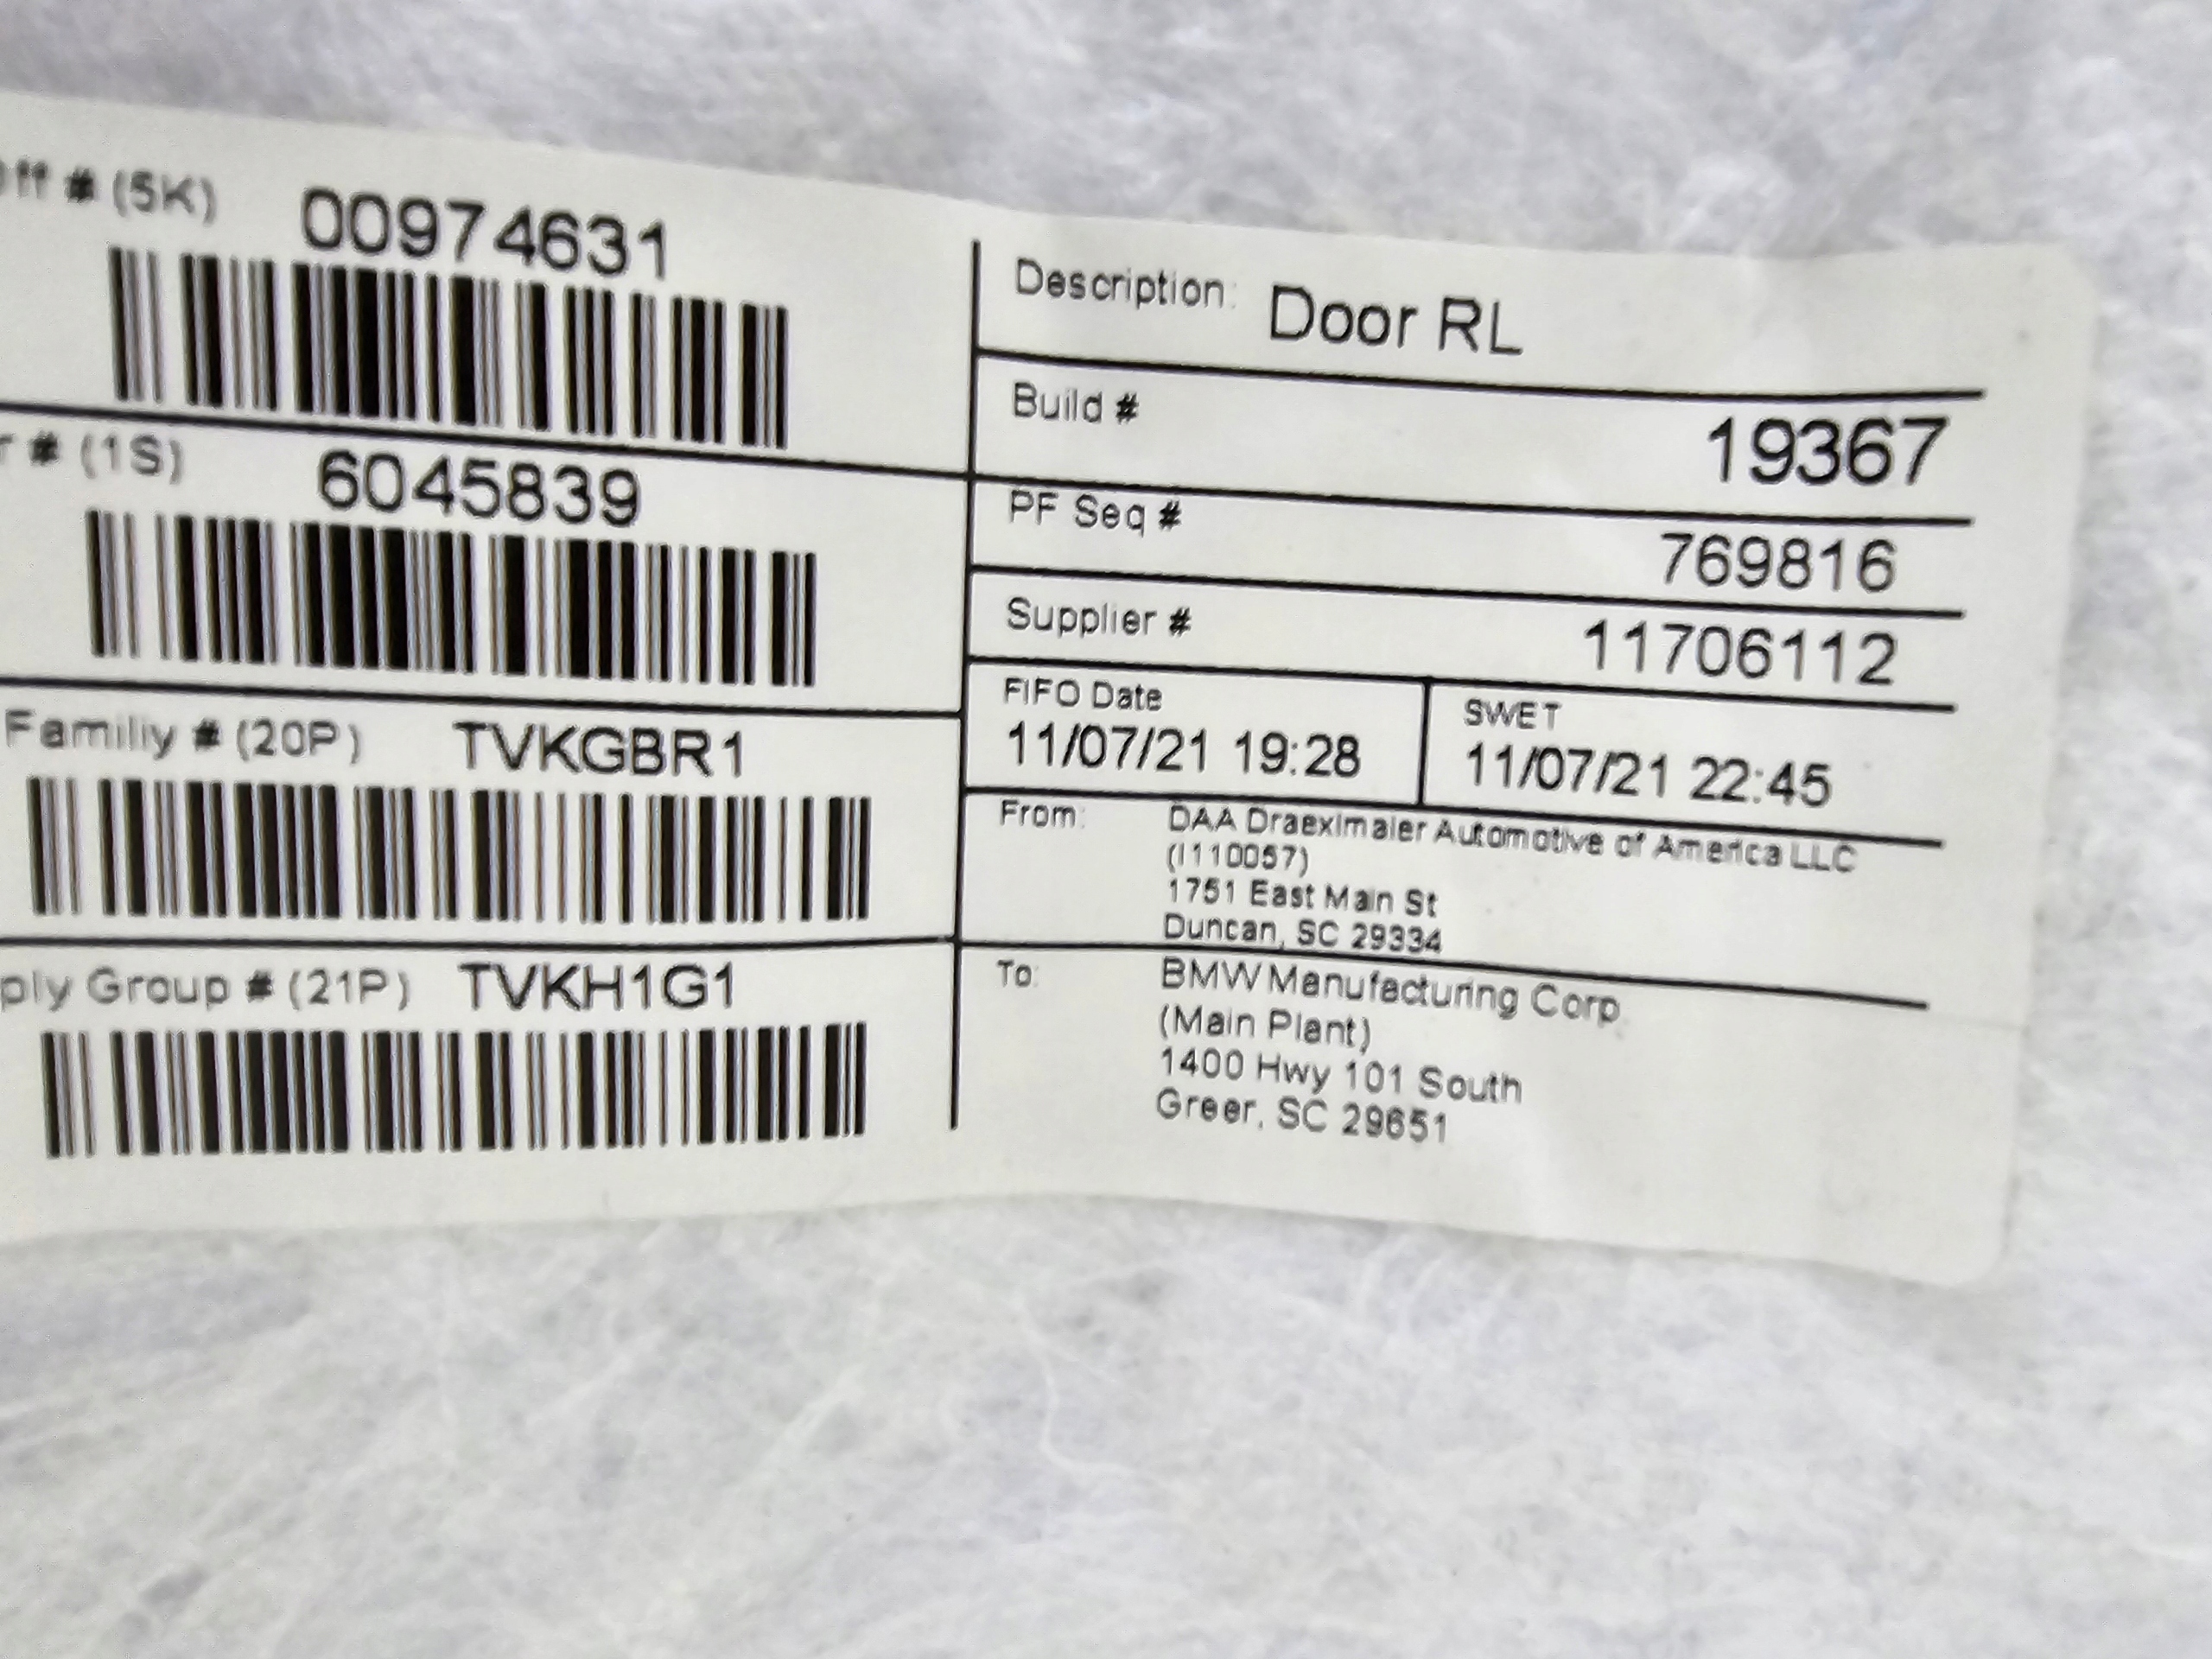 # (5K) 00974631
# (1S) 6045839
Familiy # (20P) TVKGBR1
Group # (21P) TVKH1G1
Description: Door RL
Build # 19367
PF Seq # 769816
Supplier # 11706112
FIFO Date
11/07/21 19:28
SWET
11/07/21 22:45
From: DAA Draeximaier Automotive of America LLC
(I110057)
1751 East Main St
Duncan, SC 29334
To: BMW Manufacturing Corp
(Main Plant)
1400 Hwy 101 South
Greer, SC 29651